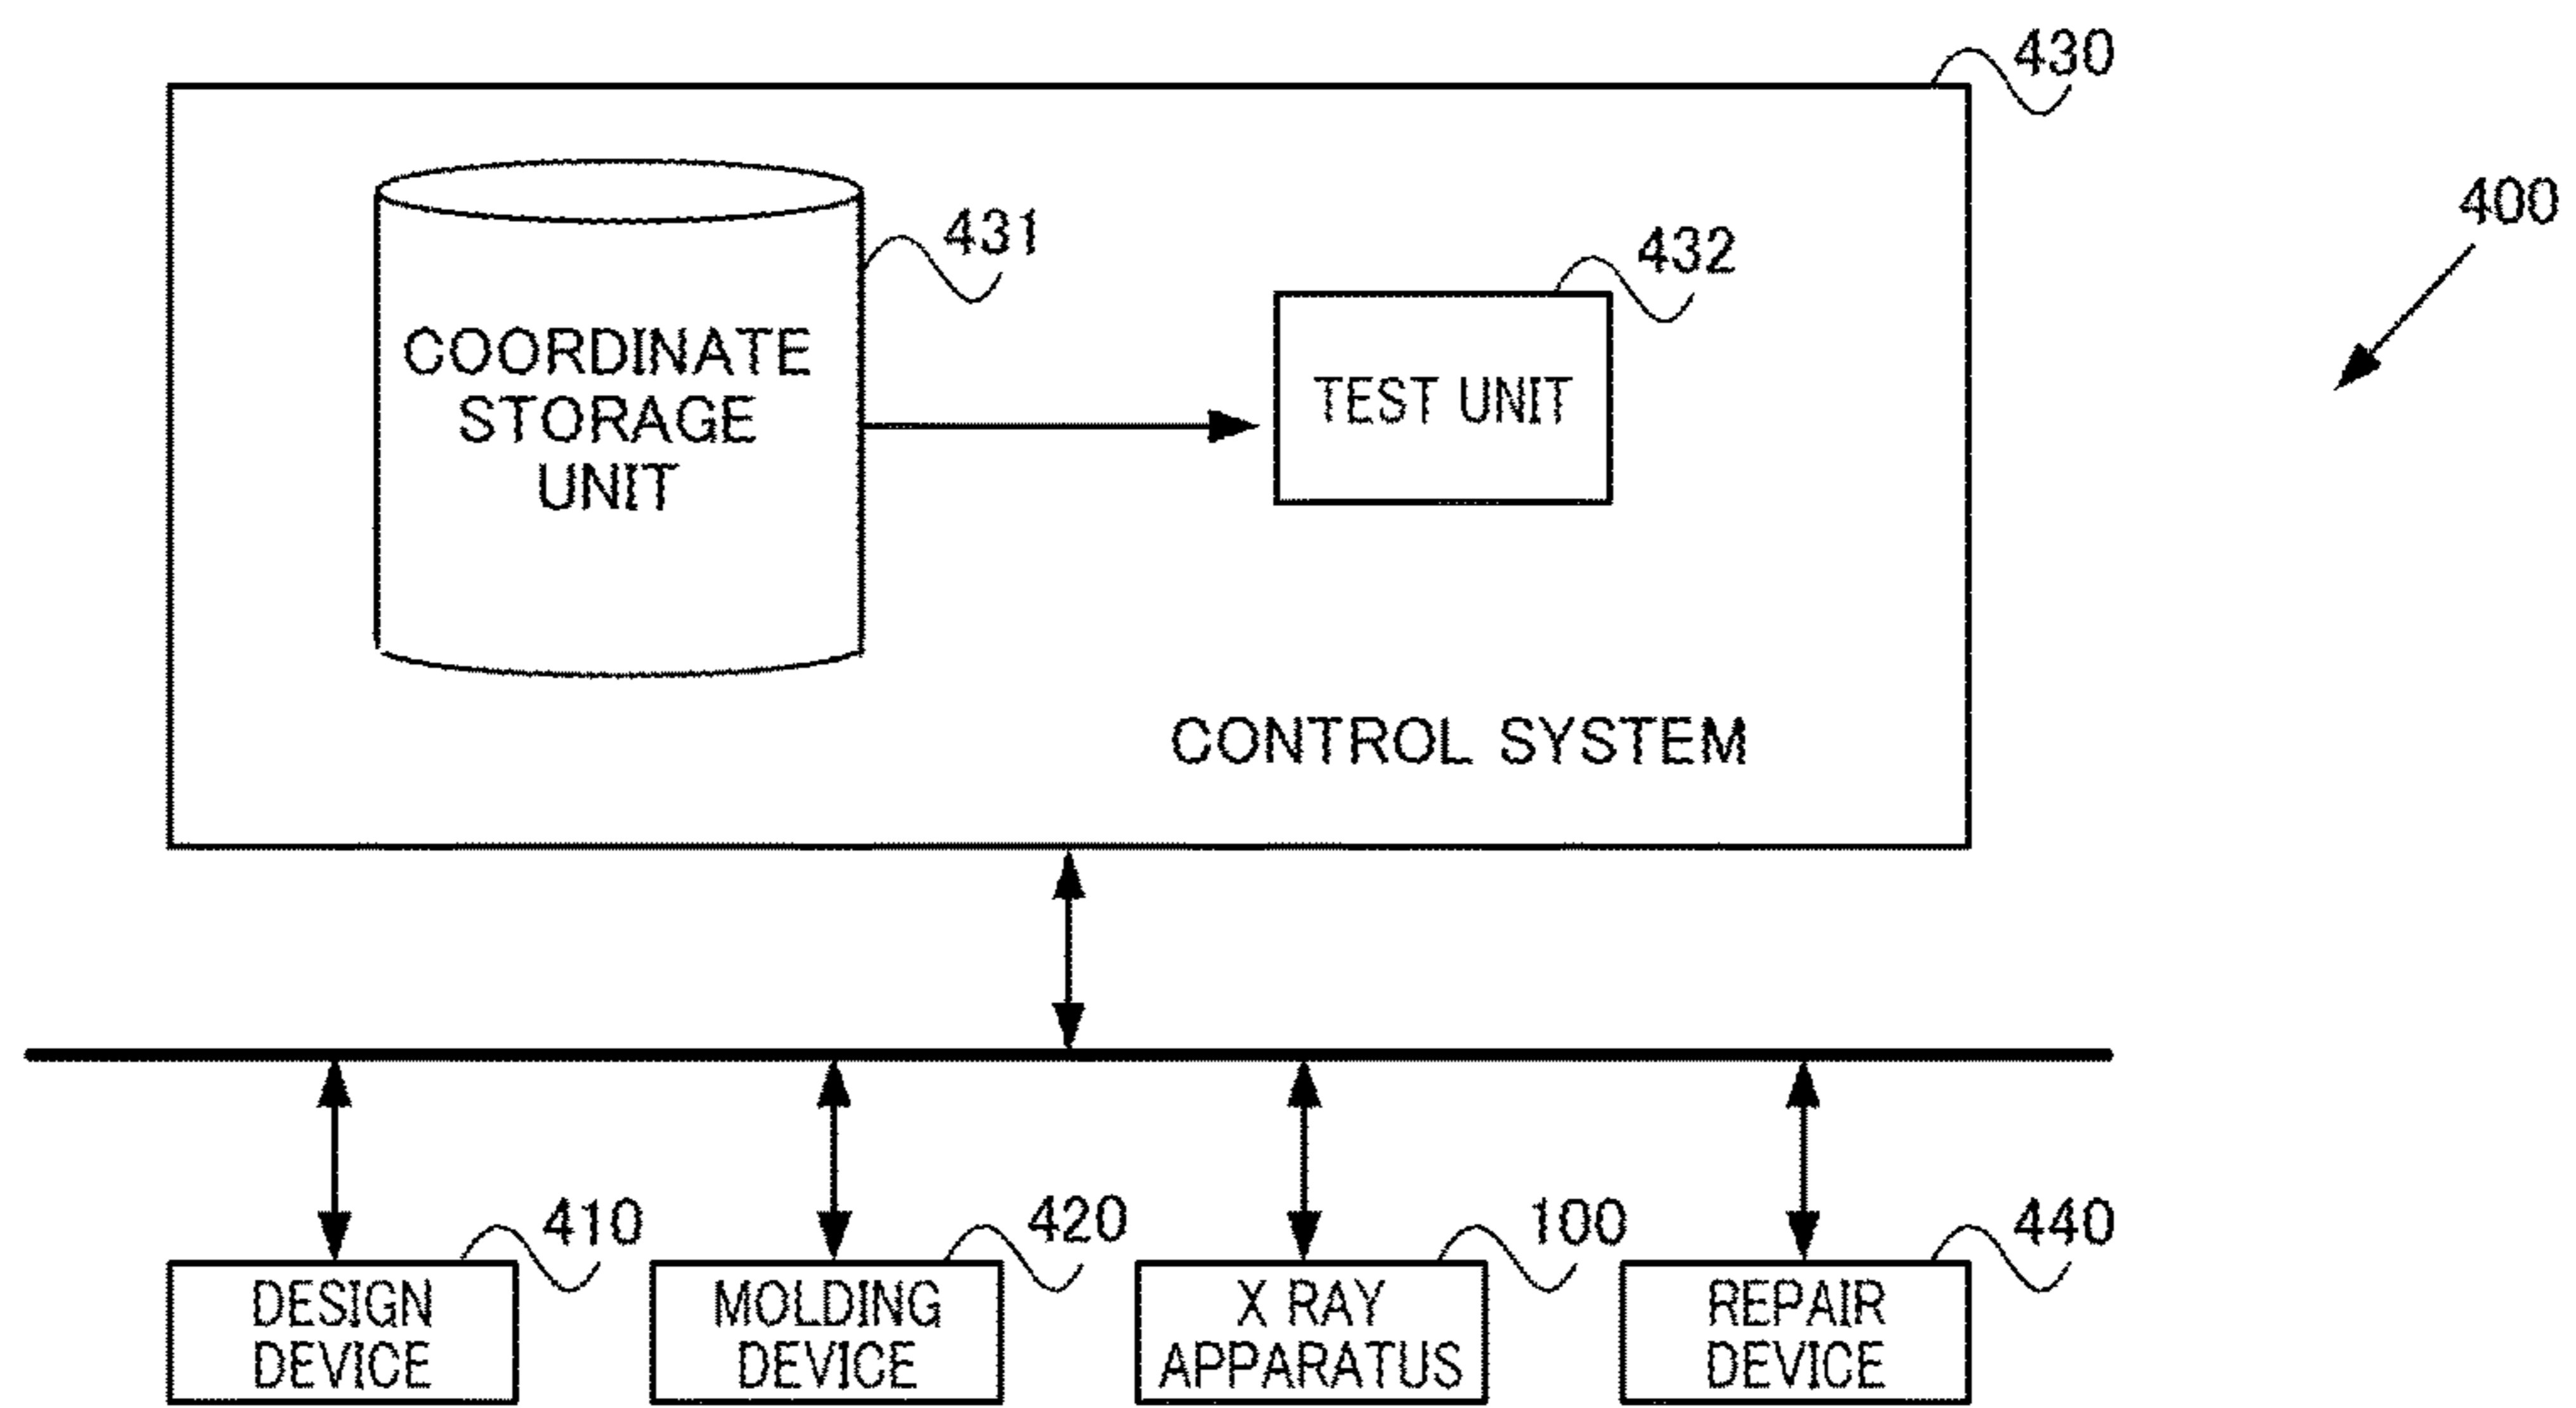 430
400
431
432
COORDINATE
STORAGE
UNIT
TEST UNIT
CONTROL SYSTEM
410
420
100
440
DESIGN
DEVICE
MOLDING
DEVICE
X RAY
APPARATUS
REPAIR
DEVICE